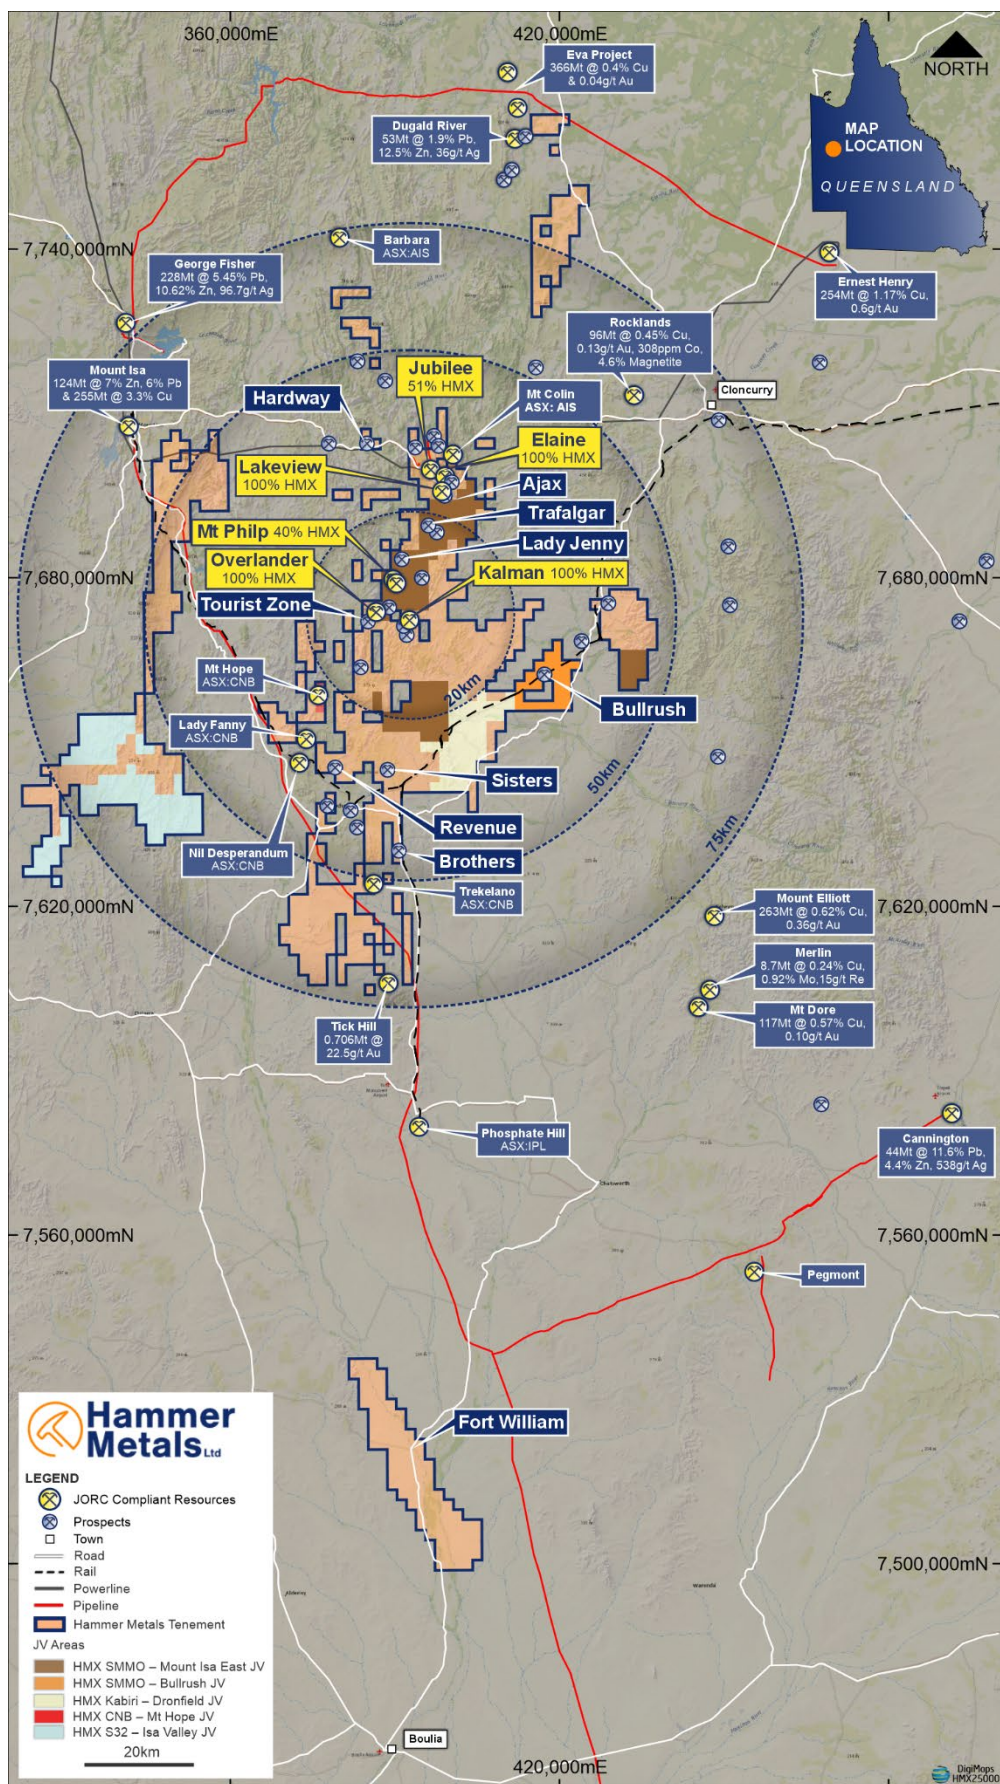 360,000mE
420,000mE
NORTH
Eva Project
366Mt @ 0.4% Cu
& 0.04g/t Au
MAP
LOCATION
QUEENSLAND
Dugald River
53Mt @ 1.9% Pb,
12.5% Zn, 36g/t Ag
7,740,000mN
Barbara
ASX:AIS
George Fisher
228Mt @ 5.45% Pb,
10.62% Zn, 96.7g/t Ag
Ernest Henry
254Mt @ 1.17% Cu,
0.6g/t Au
Rocklands
96Mt @ 0.45% Cu,
0.13g/t Au, 308ppm Co,
4.6% Magnetite
Mount Isa
124Mt @ 7% Zn, 6% Pb
& 255Mt @ 3.3% Cu
Jubilee
51% HMX
Cloncurry
Hardway
Mt Colin
ASX: AIS
Elaine
100% HMX
Lakeview
100% HMX
Ajax
Trafalgar
Mt Philp 40% HMX
Lady Jenny
Overlander
100% HMX
Kalman 100% HMX
7,680,000mN
7,680,000mN
Tourist Zone
Mt Hope
ASX:CNB
20km
Bullrush
Lady Fanny
ASX:CNB
Sisters
50km
75km
Revenue
Nil Desperandum
ASX:CNB
Brothers
Trekelano
ASX:CNB
7,620,000mN
7,620,000mN
Mount Elliott
263Mt @ 0.62% Cu,
0.36g/t Au
Merlin
8.7Mt @ 0.24% Cu,
0.92% Mo,15g/t Re
Mt Dore
117Mt @ 0.57% Cu,
0.10g/t Au
Tick Hill
0.706Mt @
22.5g/t Au
Phosphate Hill
ASX:IPL
Cannington
44Mt @ 11.6% Pb,
4.4% Zn, 538g/t Ag
Chatsworth
7,560,000mN
7,560,000mN
Pegmont
Fort William
Hammer
Metals Ltd
LEGEND
JORC Compliant Resources
Prospects
Town
Road
Rail
Powerline
Pipeline
Hammer Metals Tenement
JV Areas
HMX SMMO – Mount Isa East JV
HMX SMMO – Bullrush JV
HMX Kabiri – Dronfield JV
HMX CNB – Mt Hope JV
HMX S32 – Isa Valley JV
20km
7,500,000mN
Warenda
Boulia
420,000mE
DigiMaps
HMX25000